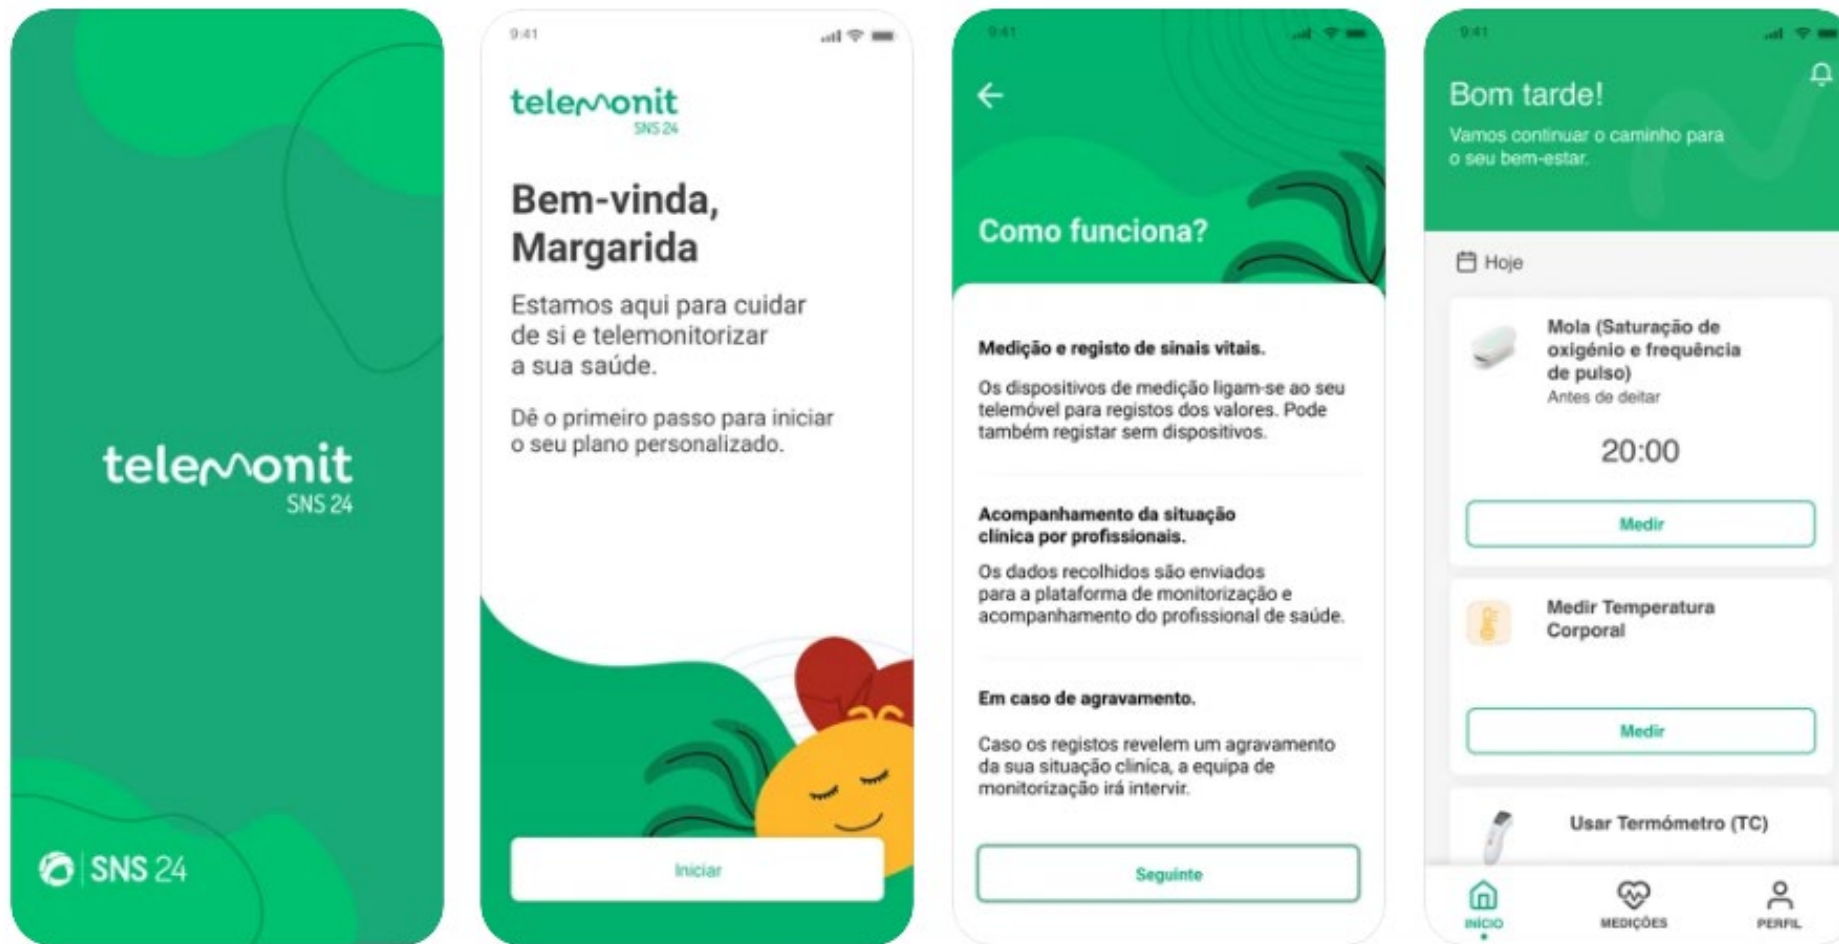 telemonit
SNS 24
SNS 24
9:41
telemonit
SNS 24
Bem-vinda,
Margarida
Estamos aqui para cuidar
de si e telemonitorizar
a sua saúde.
Dê o primeiro passo para iniciar
o seu plano personalizado.
Iniciar
9:41
Como funciona?
Medição e registo de sinais vitais.
Os dispositivos de medição ligam-se ao seu
telemóvel para registos dos valores. Pode
também registar sem dispositivos.
Acompanhamento da situação
clínica por profissionais.
Os dados recolhidos são enviados
para a plataforma de monitorização e
acompanhamento do profissional de saúde.
Em caso de agravamento.
Caso os registos revelem um agravamento
da sua situação clinica, a equipa de
monitorização irá intervir.
Seguinte
9:41
Bom tarde!
Vamos continuar o caminho para
o seu bem-estar.
Hoje
Mola (Saturação de
oxigénio e frequência
de pulso)
Antes de deitar
20:00
Medir
Medir Temperatura
Corporal
Medir
Usar Termómetro (TC)
INÍCIO
MEDIÇÕES
PERFIL